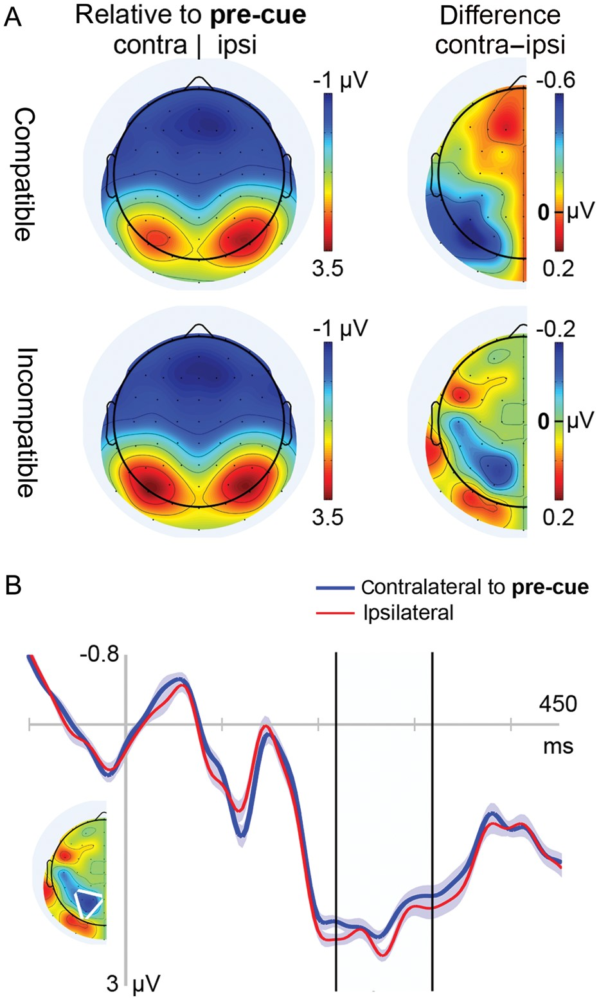 A
Relative to pre-cue
contra | ipsi
Difference
contra–ipsi
Compatible
-1 µV
3.5
-0.6
0 µV
0.2
Incompatible
-1 µV
3.5
-0.2
0 µV
0.2
B
Contralateral to pre-cue
Ipsilateral
-0.8
450
ms
3 µV